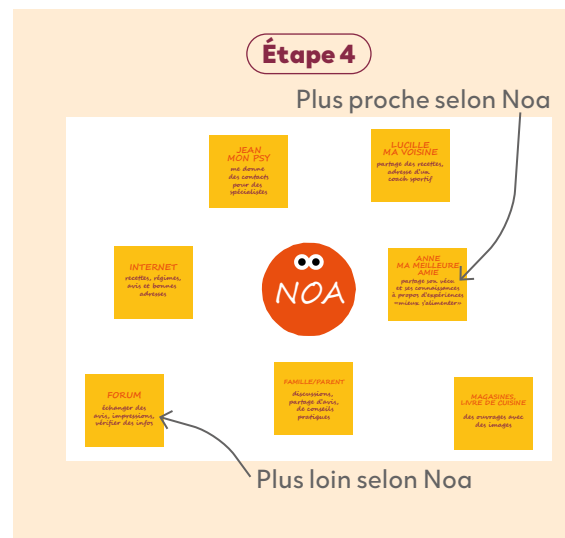 Étape 4
Plus proche selon Noa
JEAN
MON PSY
me donne
des contacts
pour des
spécialistes
LUCILLE
MA VOISINE
partage des recettes,
adresse d'un
coach sportif
INTERNET
recettes, régimes,
avis et bonnes
adresses
NOA
ANNE
MA MEILLEURE
AMIE
partage son vécu
et ses connaissances
à propos d'expériences
«mieux s'alimenter»
FORUM
échanger des
avis, impressions,
vérifier des infos
FAMILLE/PARENT
discussions,
partage d'avis,
de conseils
pratiques
MAGASINES,
LIVRE DE CUISINE
des ouvrages avec
des images
Plus loin selon Noa